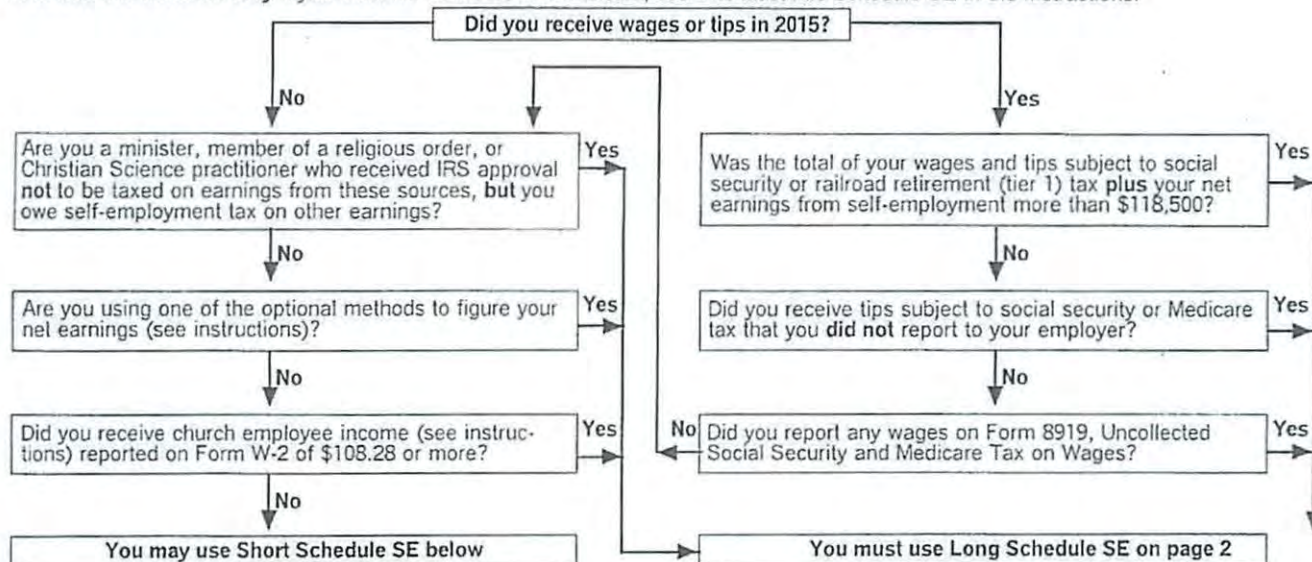 Did you receive wages or tips in 2015?
No
Yes
Are you a minister, member of a religious order, or
Christian Science practitioner who received IRS approval
not to be taxed on earnings from these sources, but you
owe self-employment tax on other earnings?
Yes
Was the total of your wages and tips subject to social
security or railroad retirement (tier 1) tax plus your net
earnings from self-employment more than $118,500?
Yes
No
No
Are you using one of the optional methods to figure your
net earnings (see instructions)?
Yes
Did you receive tips subject to social security or Medicare
tax that you did not report to your employer?
Yes
No
No
Did you receive church employee income (see instruc-
tions) reported on Form W-2 of $108.28 or more?
Yes
No
Did you report any wages on Form 8919, Uncollected
Social Security and Medicare Tax on Wages?
Yes
No
You may use Short Schedule SE below
You must use Long Schedule SE on page 2